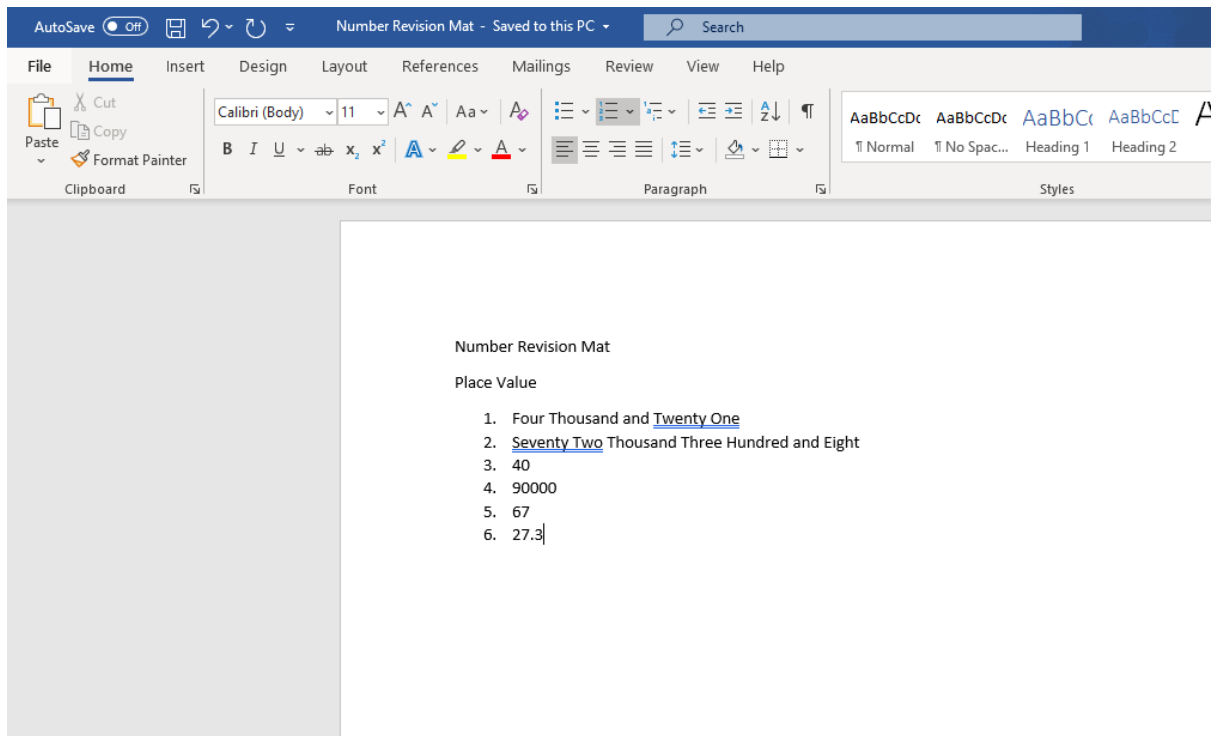 AutoSave Off Number Revision Mat - Saved to this PC Search
File Home Insert Design Layout References Mailings Review View Help
Cut
Copy
Paste
Format Painter
Clipboard
Calibri (Body) 11 A^ Aˇ Aa A
B I U ab x₂ x² A A
Font
Paragraph
AaBbCcDc AaBbCcDc AaBbCc AaBbCcE A
¶ Normal ¶ No Spac... Heading 1 Heading 2
Styles
Number Revision Mat
Place Value
1. Four Thousand and Twenty One
2. Seventy Two Thousand Three Hundred and Eight
3. 40
4. 90000
5. 67
6. 27.3